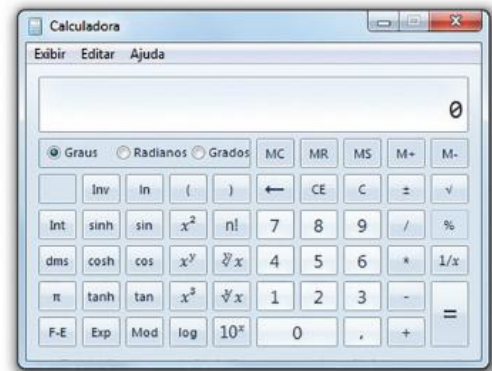 Calculadora
Exibir Editar Ajuda
0
Graus Radianos Grados MC MR MS M+ M-
Inv ln ( ) ← CE C ± √
Int sinh sin x² n! 7 8 9 / %
dms cosh cos xʸ ʸ√x 4 5 6 * 1/x
π tanh tan x³ ³√x 1 2 3 - =
F-E Exp Mod log 10ˣ 0 , +